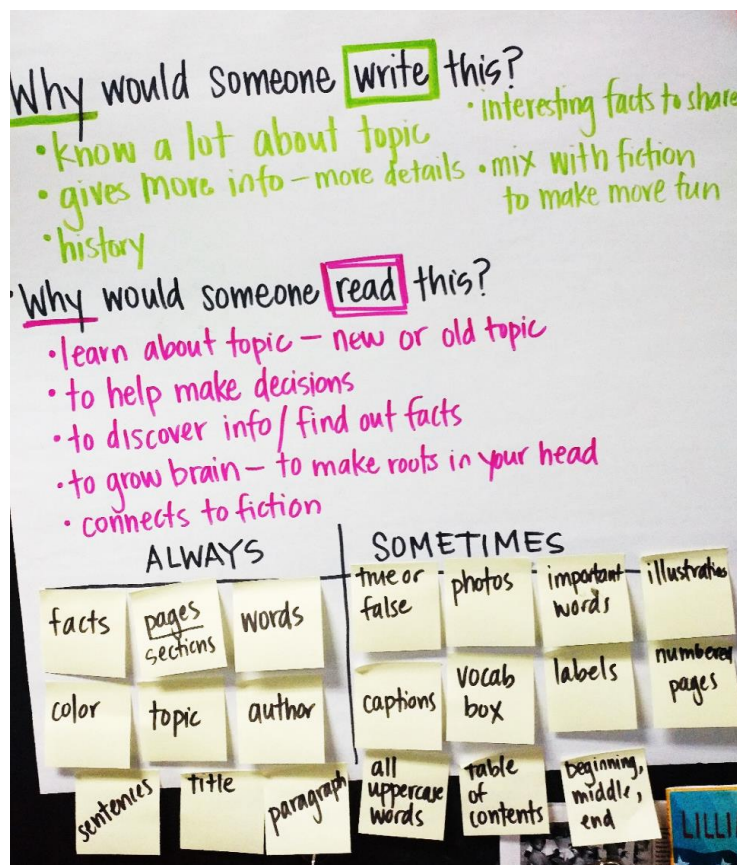 Why would someone write this?
• know a lot about topic
• gives more info – more details
• history
• interesting facts to share
• mix with fiction
to make more fun
Why would someone read this?
• learn about topic – new or old topic
• to help make decisions
• to discover info / find out facts
• to grow brain – to make roots in your head
• connects to fiction
ALWAYS
facts
pages
sections
words
color
topic
author
sentences
title
paragraph
SOMETIMES
true or
false
photos
important
words
captions
vocab
box
labels
numbered
pages
all
uppercase
words
table
of
contents
beginning,
middle,
end